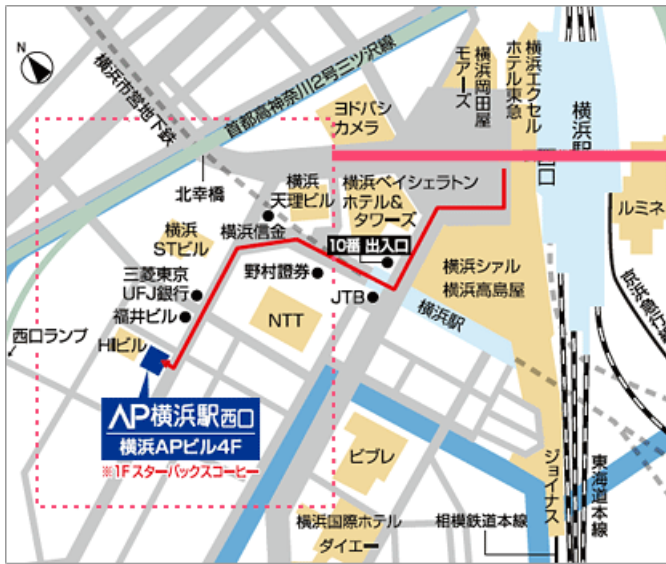 N
横浜市営地下鉄
首都高神奈川2号三ツ沢線
ヨドバシ
カメラ
横浜岡田屋
モアーズ
横浜エクセル
ホテル東急
横浜駅
西口
ルミネ
京浜急行線
北幸橋
横浜
天理ビル
横浜ベイシェラトン
ホテル&
タワーズ
横浜信金
横浜
STビル
10番 出入口
野村證券
JTB
横浜シァル
横浜高島屋
横浜駅
三菱東京
UFJ銀行
福井ビル
NTT
西口ランプ
HIビル
AP横浜駅西口
横浜APビル4F
※1Fスターバックスコーヒー
ビブレ
ジョイナス
東海道本線
横浜国際ホテル
ダイエー
相模鉄道本線